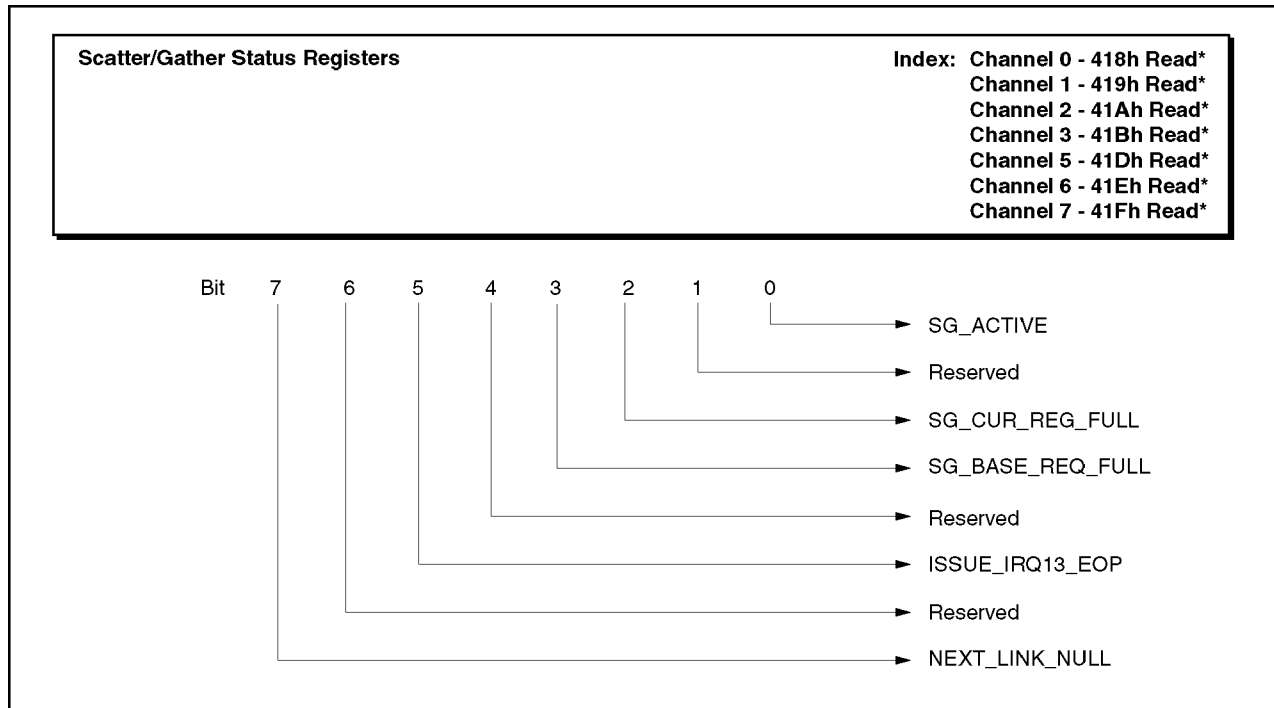 Scatter/Gather Status Registers
Index: Channel 0 - 418h Read*
Channel 1 - 419h Read*
Channel 2 - 41Ah Read*
Channel 3 - 41Bh Read*
Channel 5 - 41Dh Read*
Channel 6 - 41Eh Read*
Channel 7 - 41Fh Read*
Bit 7 6 5 4 3 2 1 0
SG_ACTIVE
Reserved
SG_CUR_REG_FULL
SG_BASE_REQ_FULL
Reserved
ISSUE_IRQ13_EOP
Reserved
NEXT_LINK_NULL